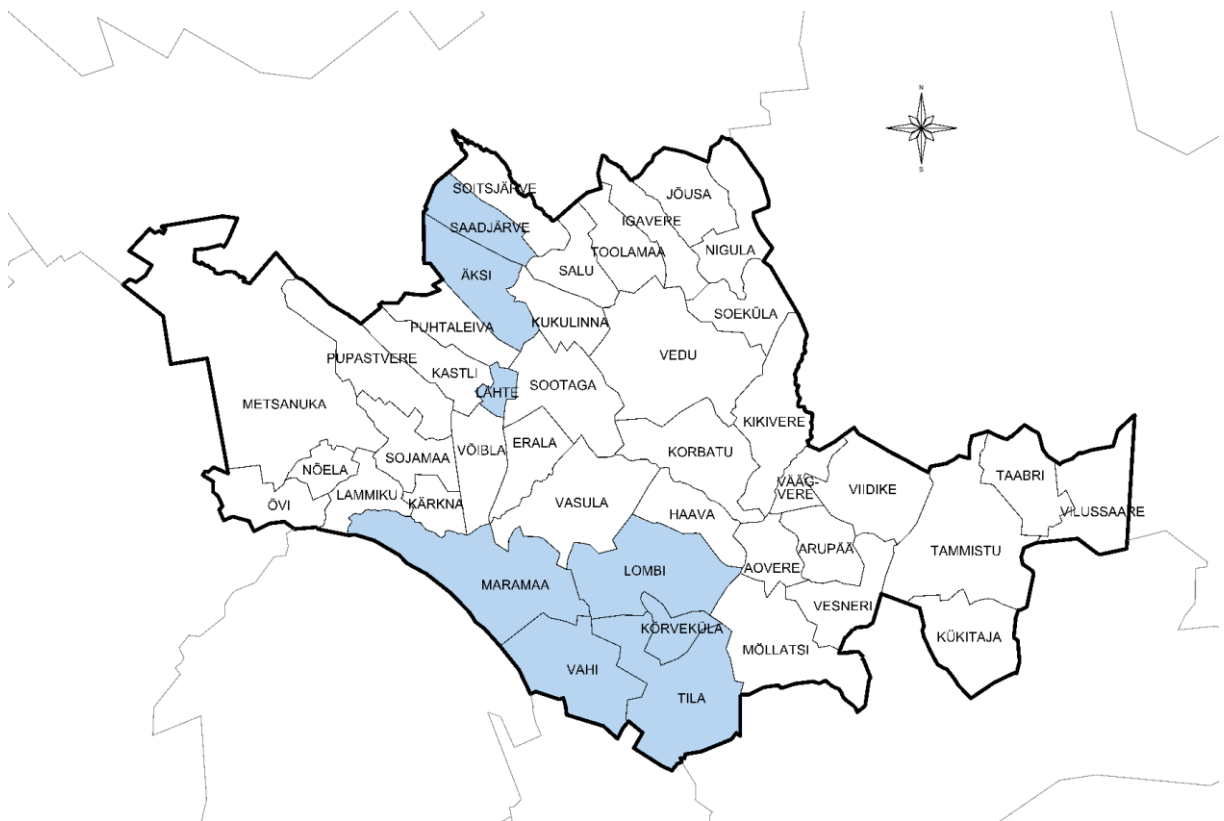 N
S
SOITSJÄRVE
JÕUSA
IGAVERE
SAADJÄRVE
TOOLAMAA
NIGULA
ÄKSI
SALU
SOEKÜLA
KUKULINNA
PUHTALEIVA
VEDU
PUPASTVERE
KASTLI
SOOTAGA
LÄHTE
METSANUKA
KIKIVERE
ERALA
VÕIBLA
KORBATU
SOJAMAA
NÕELA
TAABRI
VÄÄG-
VERE
VIIDIKE
LAMMIKU
KÄRKNA
VASULA
ÕVI
HAAVA
VILUSSAARE
ARUPÄÄ
TAMMISTU
AOVERE
LOMBI
MARAMAA
VESNERI
KÕRVEKÜLA
KÜKITAJA
MÖLLATSI
VAHI
TILA